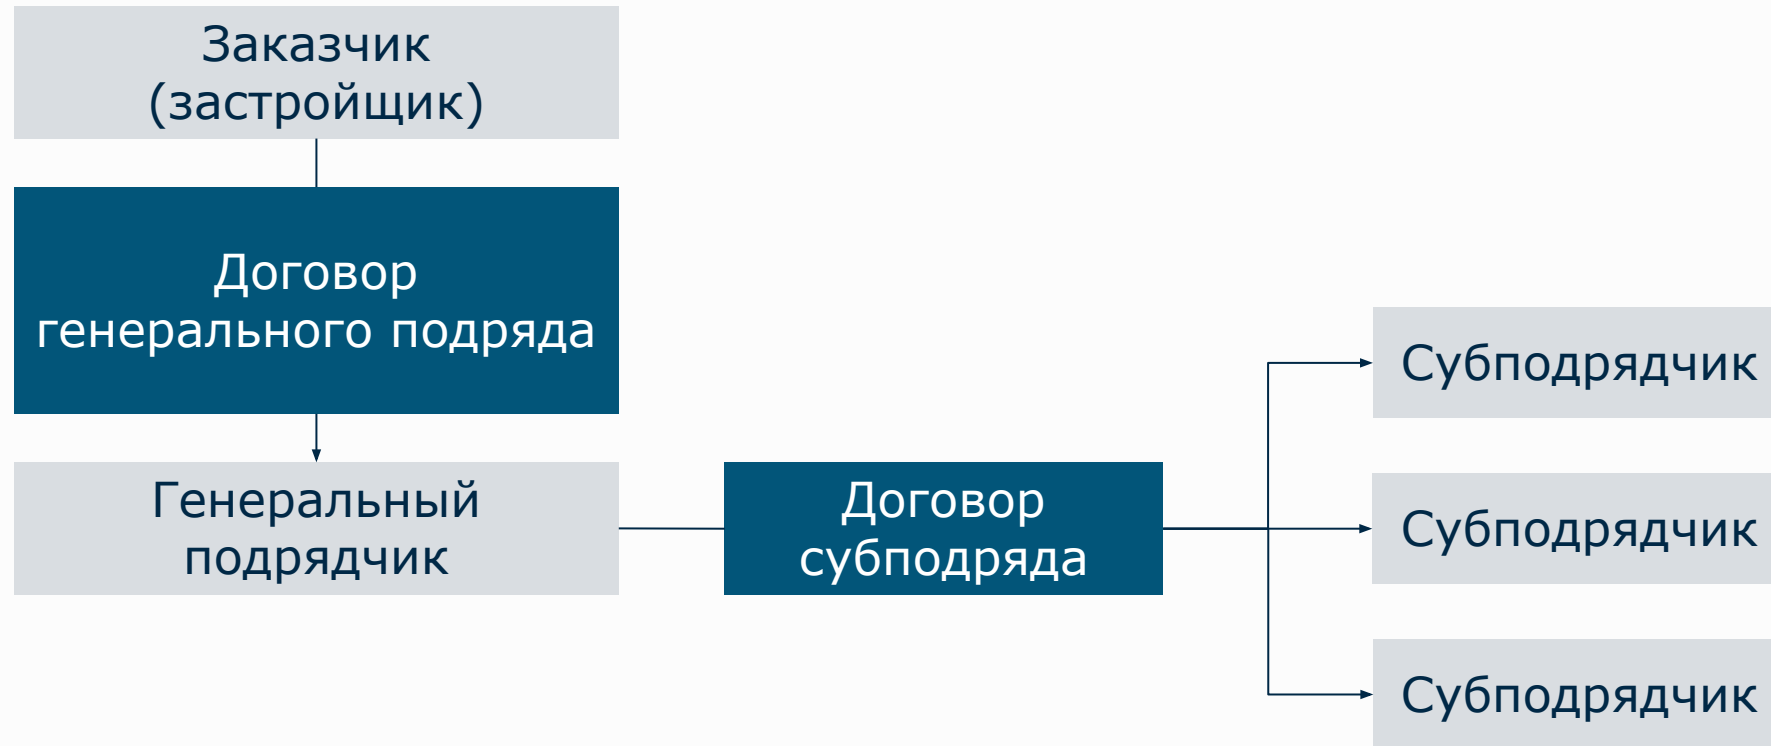 Заказчик
(застройщик)
Договор
генерального подряда
Генеральный
подрядчик
Договор
субподряда
Субподрядчик
Субподрядчик
Субподрядчик